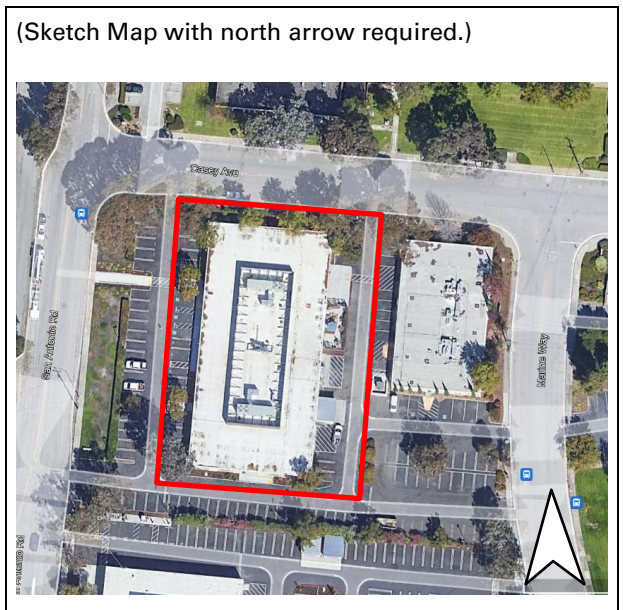 (Sketch Map with north arrow required.)
Casey Ave
San Antonio Rd
Marine Way